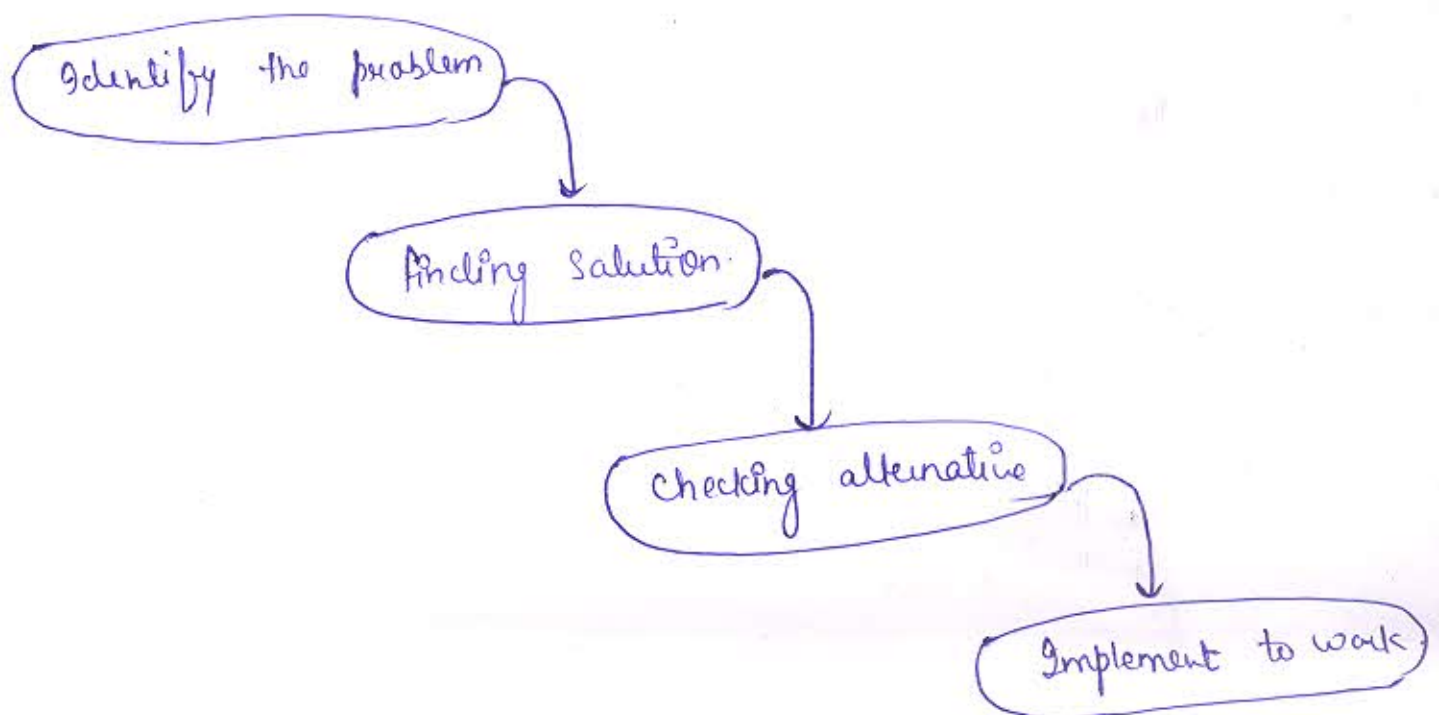 Identify the problem
finding Solution.
checking alternative
Implement to work.